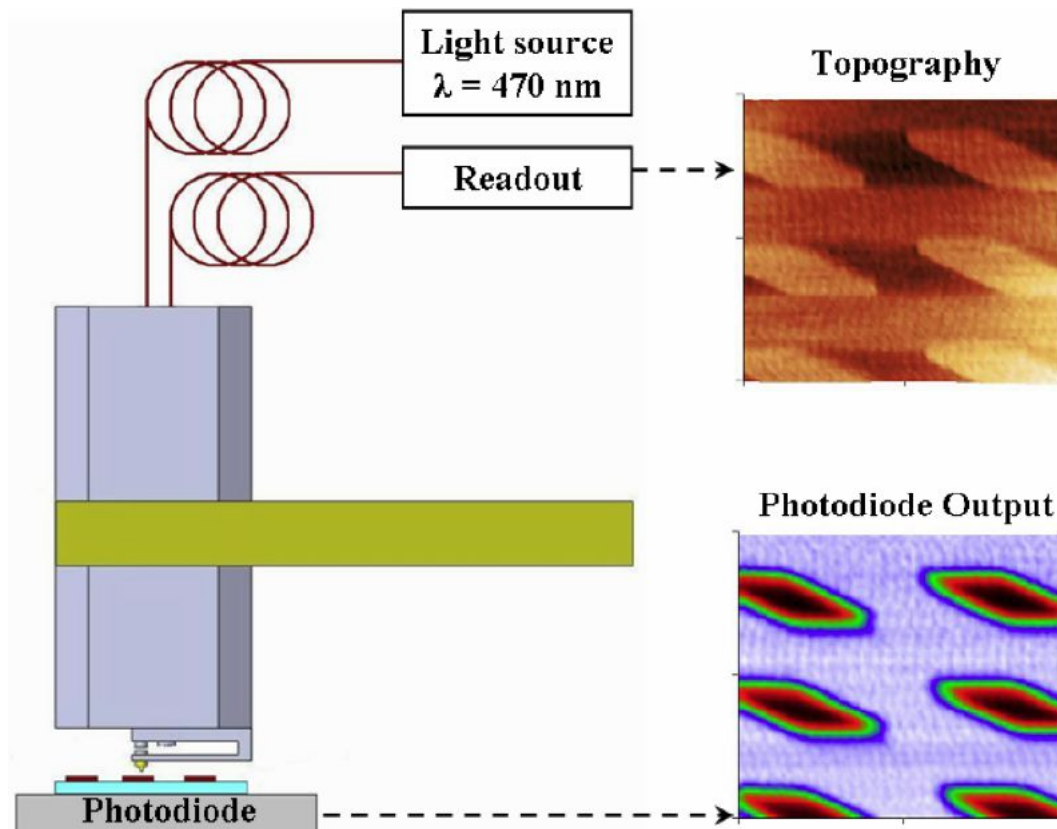 Light source
λ = 470 nm
Readout
Topography
Photodiode Output
Photodiode